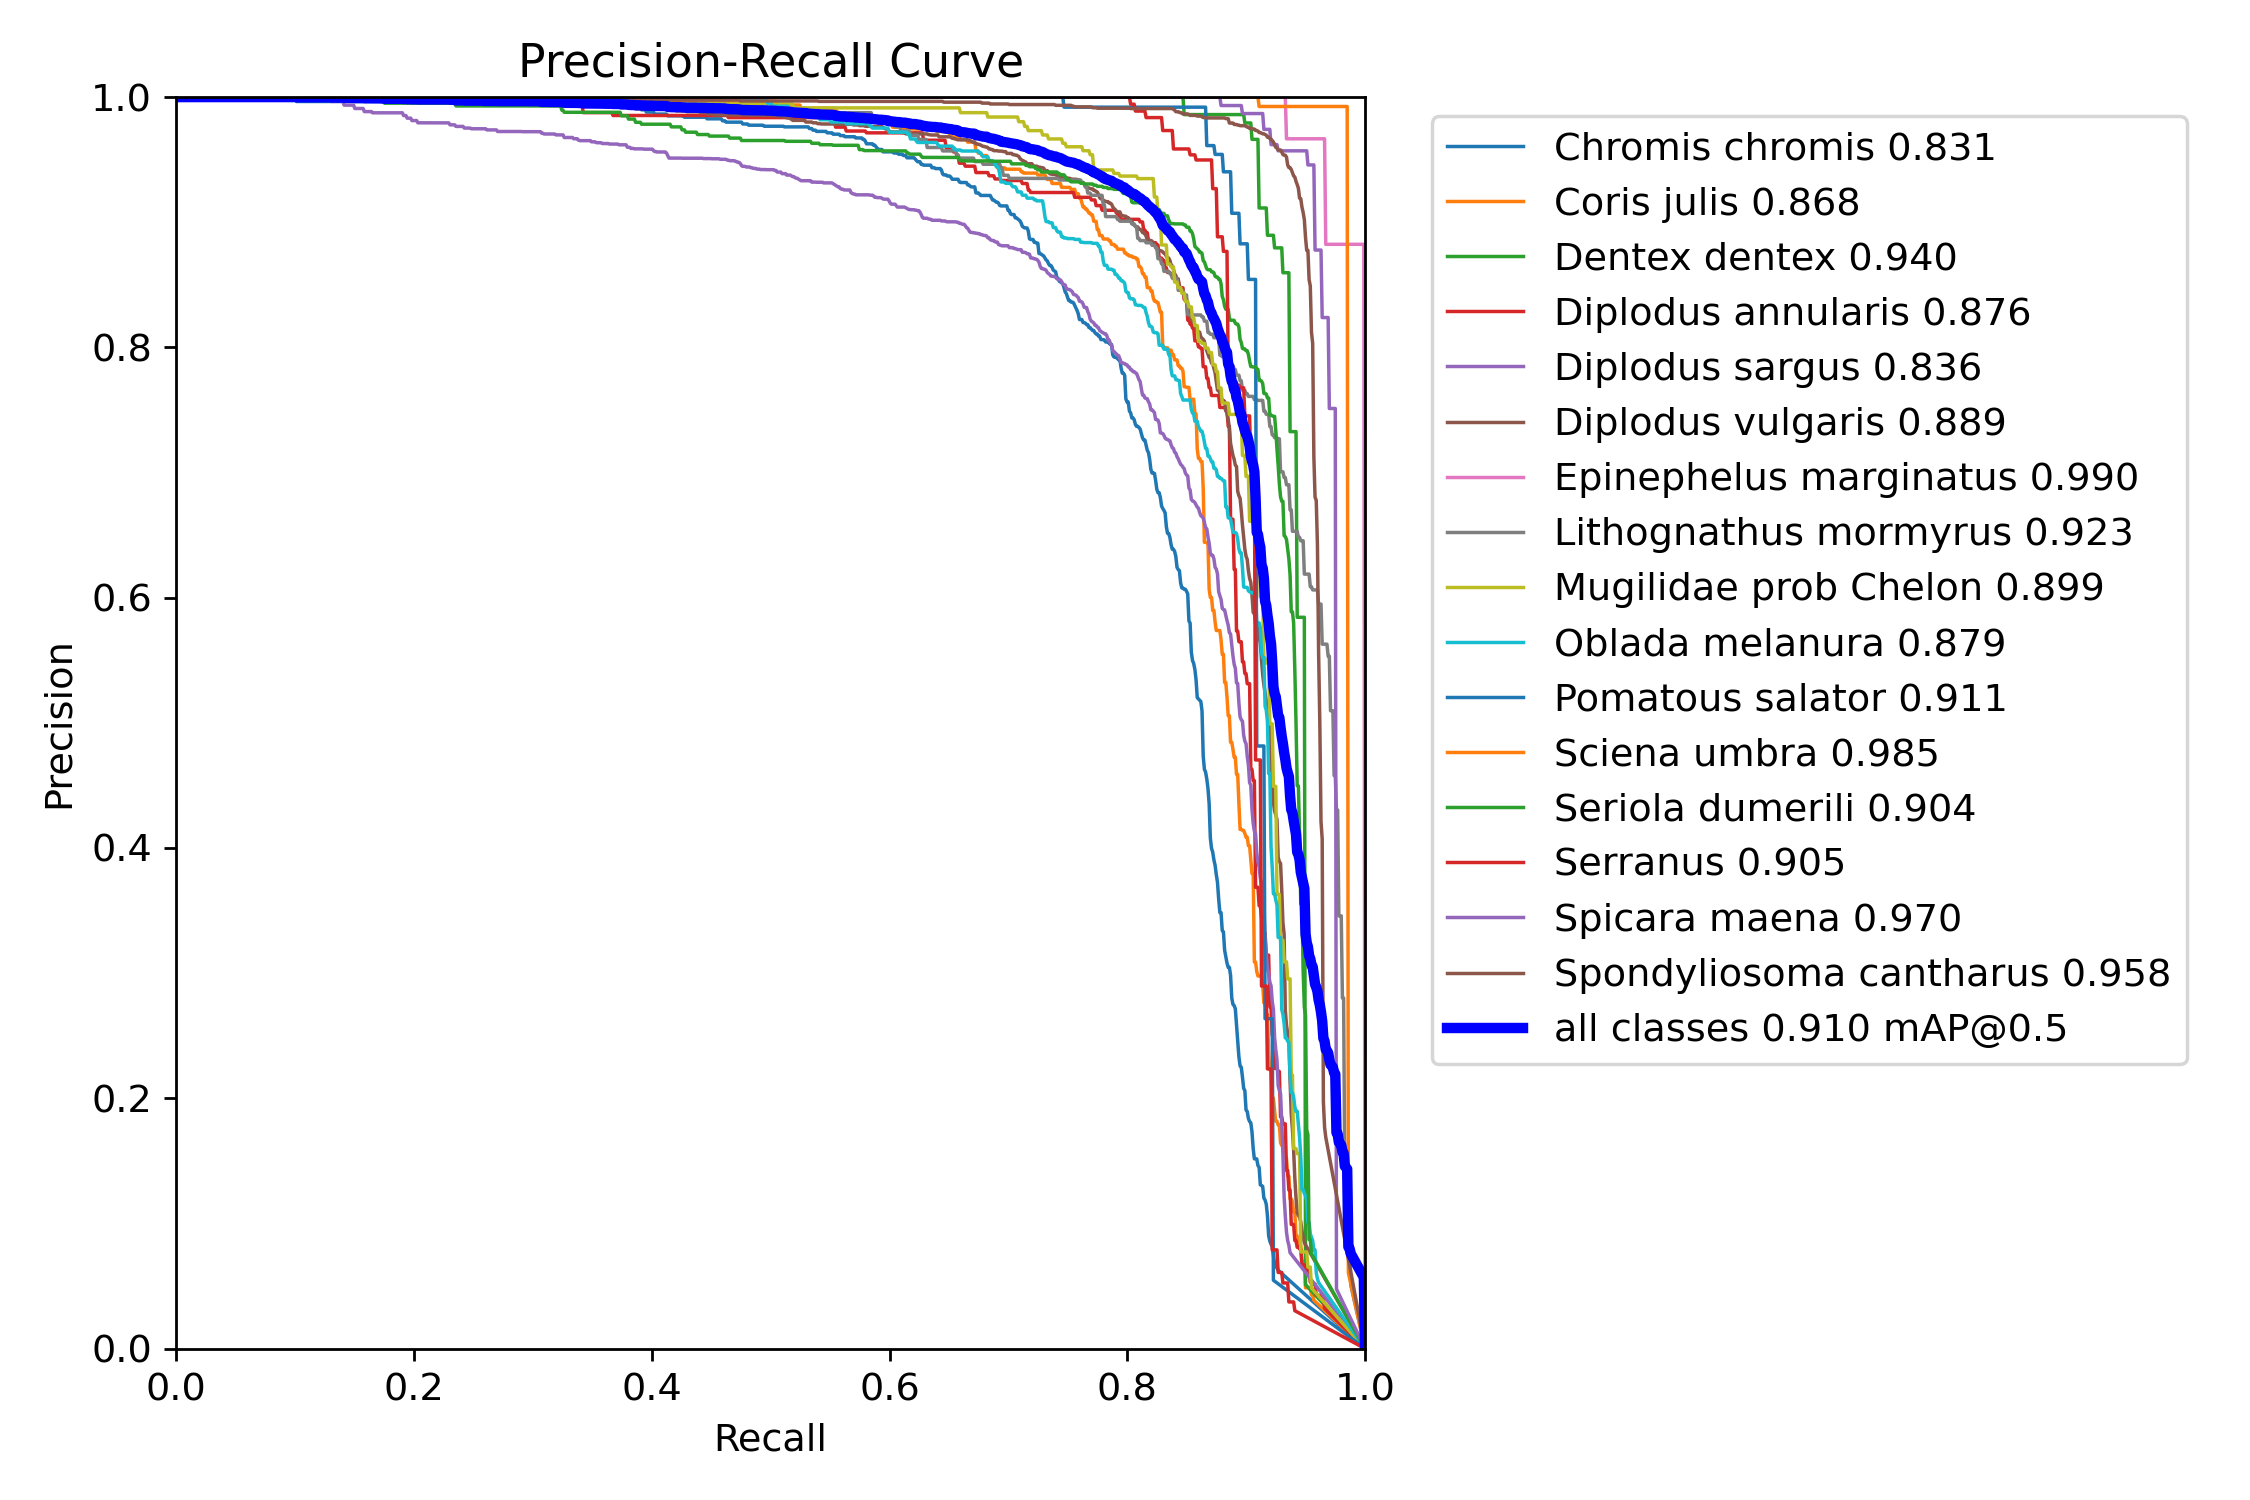 Precision-Recall Curve
1.0
0.8
0.6
0.4
0.2
0.0
Precision
0.0 0.2 0.4 0.6 0.8 1.0
Recall
Chromis chromis 0.831
Coris julis 0.868
Dentex dentex 0.940
Diplodus annularis 0.876
Diplodus sargus 0.836
Diplodus vulgaris 0.889
Epinephelus marginatus 0.990
Lithognathus mormyrus 0.923
Mugilidae prob Chelon 0.899
Oblada melanura 0.879
Pomatous salator 0.911
Sciena umbra 0.985
Seriola dumerili 0.904
Serranus 0.905
Spicara maena 0.970
Spondyliosoma cantharus 0.958
all classes 0.910 mAP@0.5